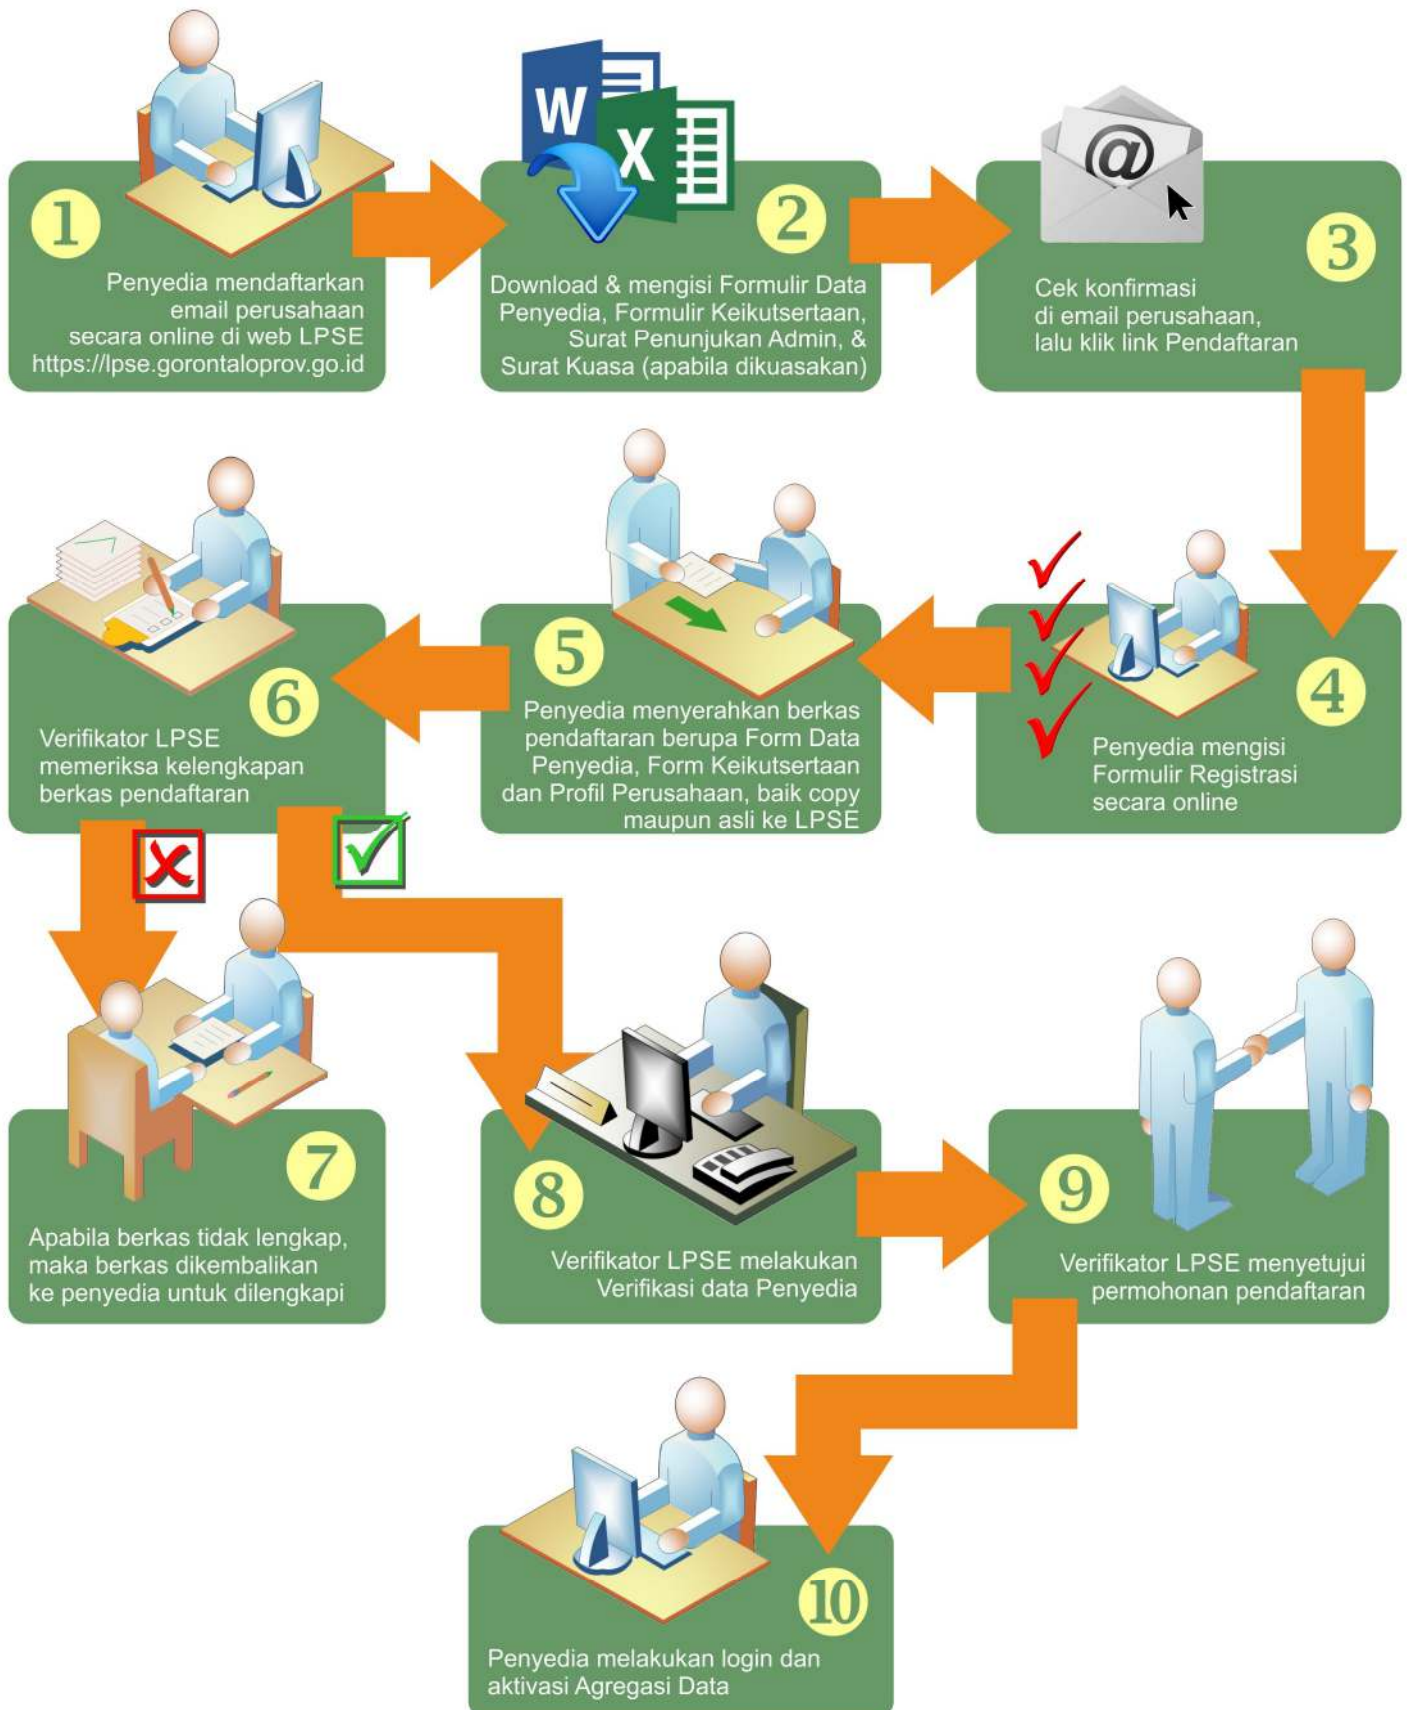 1
Penyedia mendaftarkan
email perusahaan
secara online di web LPSE
https://lpse.gorontaloprov.go.id
W
X
2
Download & mengisi Formulir Data
Penyedia, Formulir Keikutsertaan,
Surat Penunjukan Admin, &
Surat Kuasa (apabila dikuasakan)
@
3
Cek konfirmasi
di email perusahaan,
lalu klik link Pendaftaran
4
Penyedia mengisi
Formulir Registrasi
secara online
5
Penyedia menyerahkan berkas
pendaftaran berupa Form Data
Penyedia, Form Keikutsertaan
dan Profil Perusahaan, baik copy
maupun asli ke LPSE
6
Verifikator LPSE
memeriksa kelengkapan
berkas pendaftaran
7
Apabila berkas tidak lengkap,
maka berkas dikembalikan
ke penyedia untuk dilengkapi
8
Verifikator LPSE melakukan
Verifikasi data Penyedia
9
Verifikator LPSE menyetujui
permohonan pendaftaran
10
Penyedia melakukan login dan
aktivasi Agregasi Data